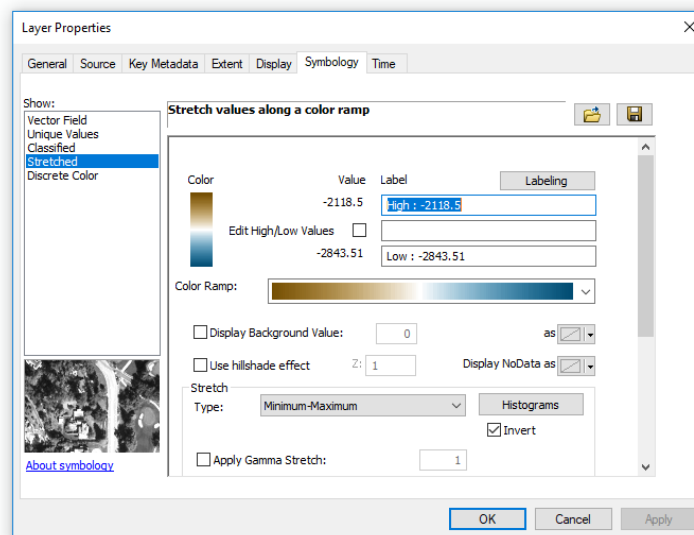 Layer Properties
General Source Key Metadata Extent Display Symbology Time
Show:
Vector Field
Unique Values
Classified
Stretched
Discrete Color
About symbology
Stretch values along a color ramp
Color Value Label Labeling
-2118.5 High : -2118.5
Edit High/Low Values
-2843.51 Low : -2843.51
Color Ramp:
Display Background Value: 0 as
Use hillshade effect Z: 1 Display NoData as
Stretch
Type: Minimum-Maximum Histograms
Invert
Apply Gamma Stretch: 1
OK Cancel Apply